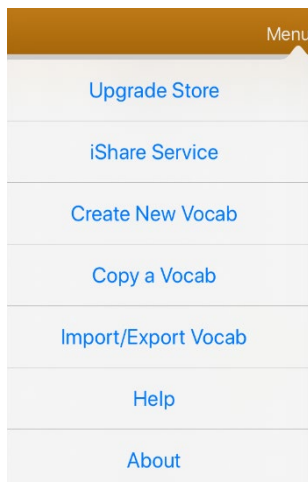 Menu
Upgrade Store
iShare Service
Create New Vocab
Copy a Vocab
Import/Export Vocab
Help
About